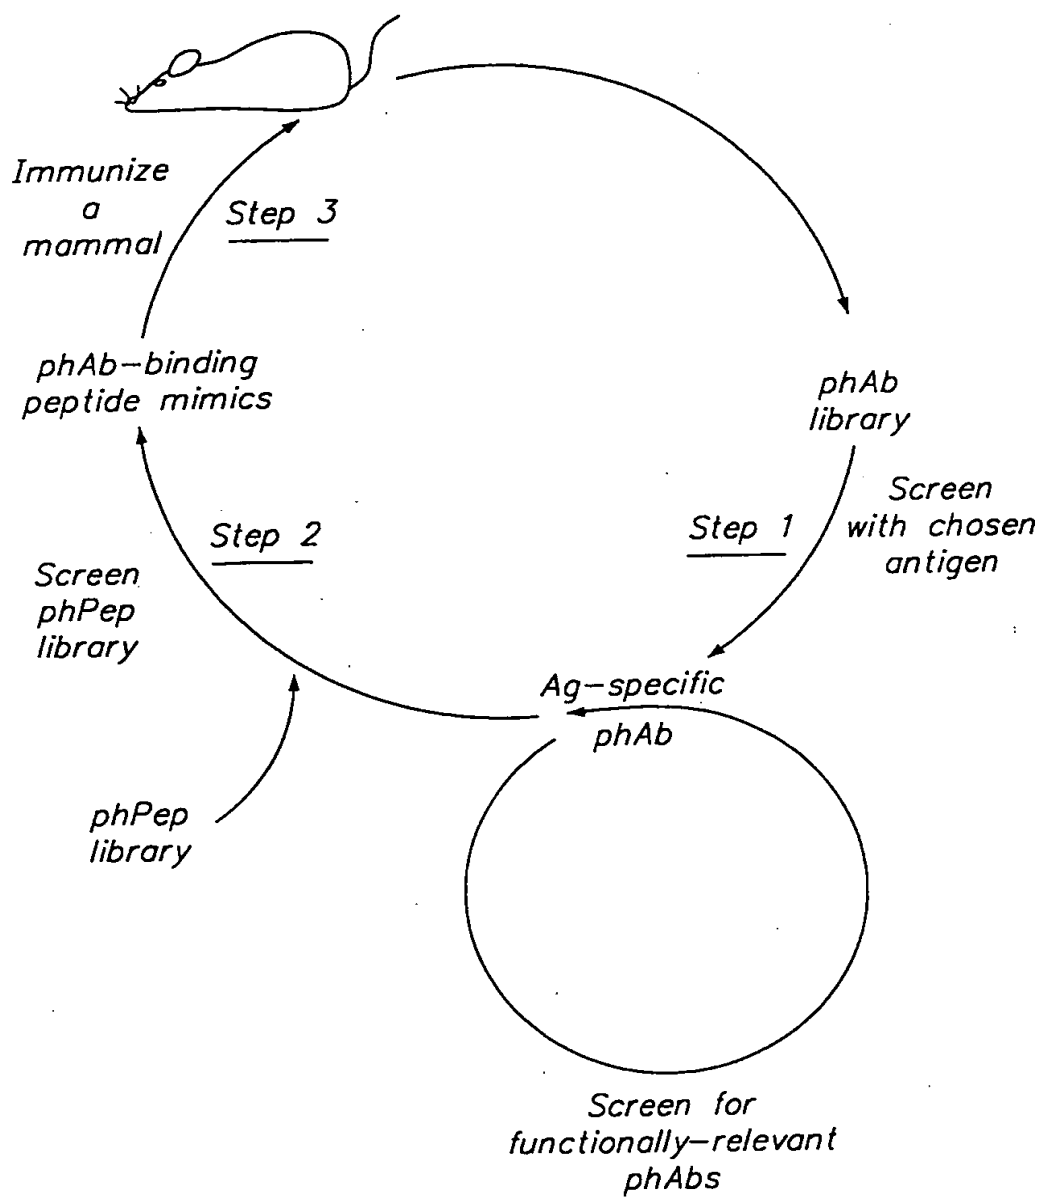 Immunize
a
mammal
Step 3
phAb-binding
peptide mimics
phAb
library
Screen
with chosen
antigen
Step 1
Step 2
Screen
phPep
library
Ag-specific
phAb
phPep
library
Screen for
functionally-relevant
phAbs